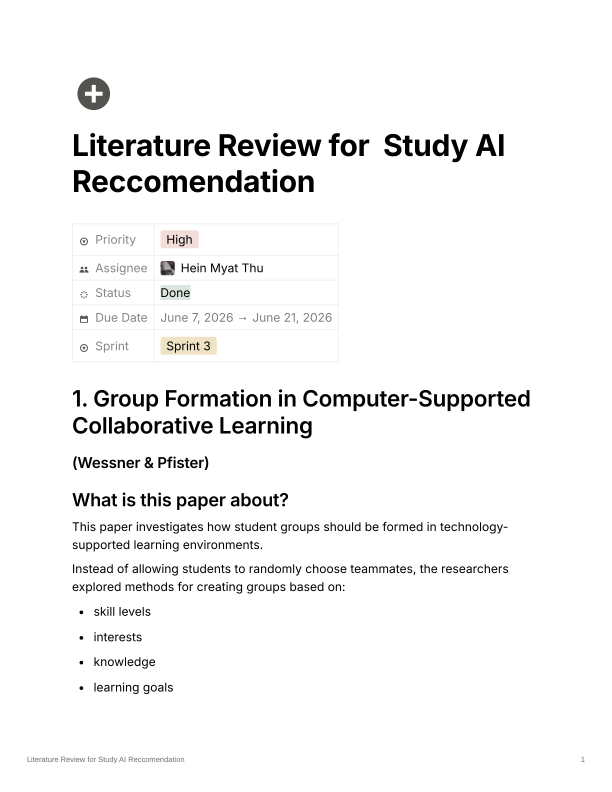 Literature Review for  Study AI
Reccomendation
Priority High
Assignee Hein Myat Thu
Status Done
Due Date June 7, 2026 → June 21, 2026
Sprint Sprint 3
1. Group Formation in Computer-Supported
Collaborative Learning
(Wessner & Pfister)
What is this paper about?
This paper investigates how student groups should be formed in technology-
supported learning environments.
Instead of allowing students to randomly choose teammates, the researchers
explored methods for creating groups based on:
• skill levels
• interests
• knowledge
• learning goals
Literature Review for Study AI Reccomendation 1